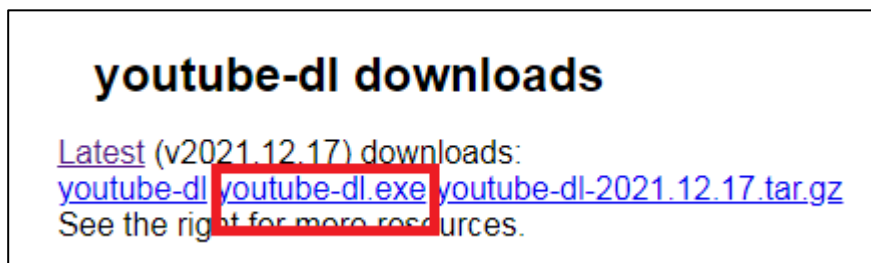 youtube-dl downloads
Latest (v2021.12.17) downloads:
youtube-dl youtube-dl.exe youtube-dl-2021.12.17.tar.gz
See the right for more resources.